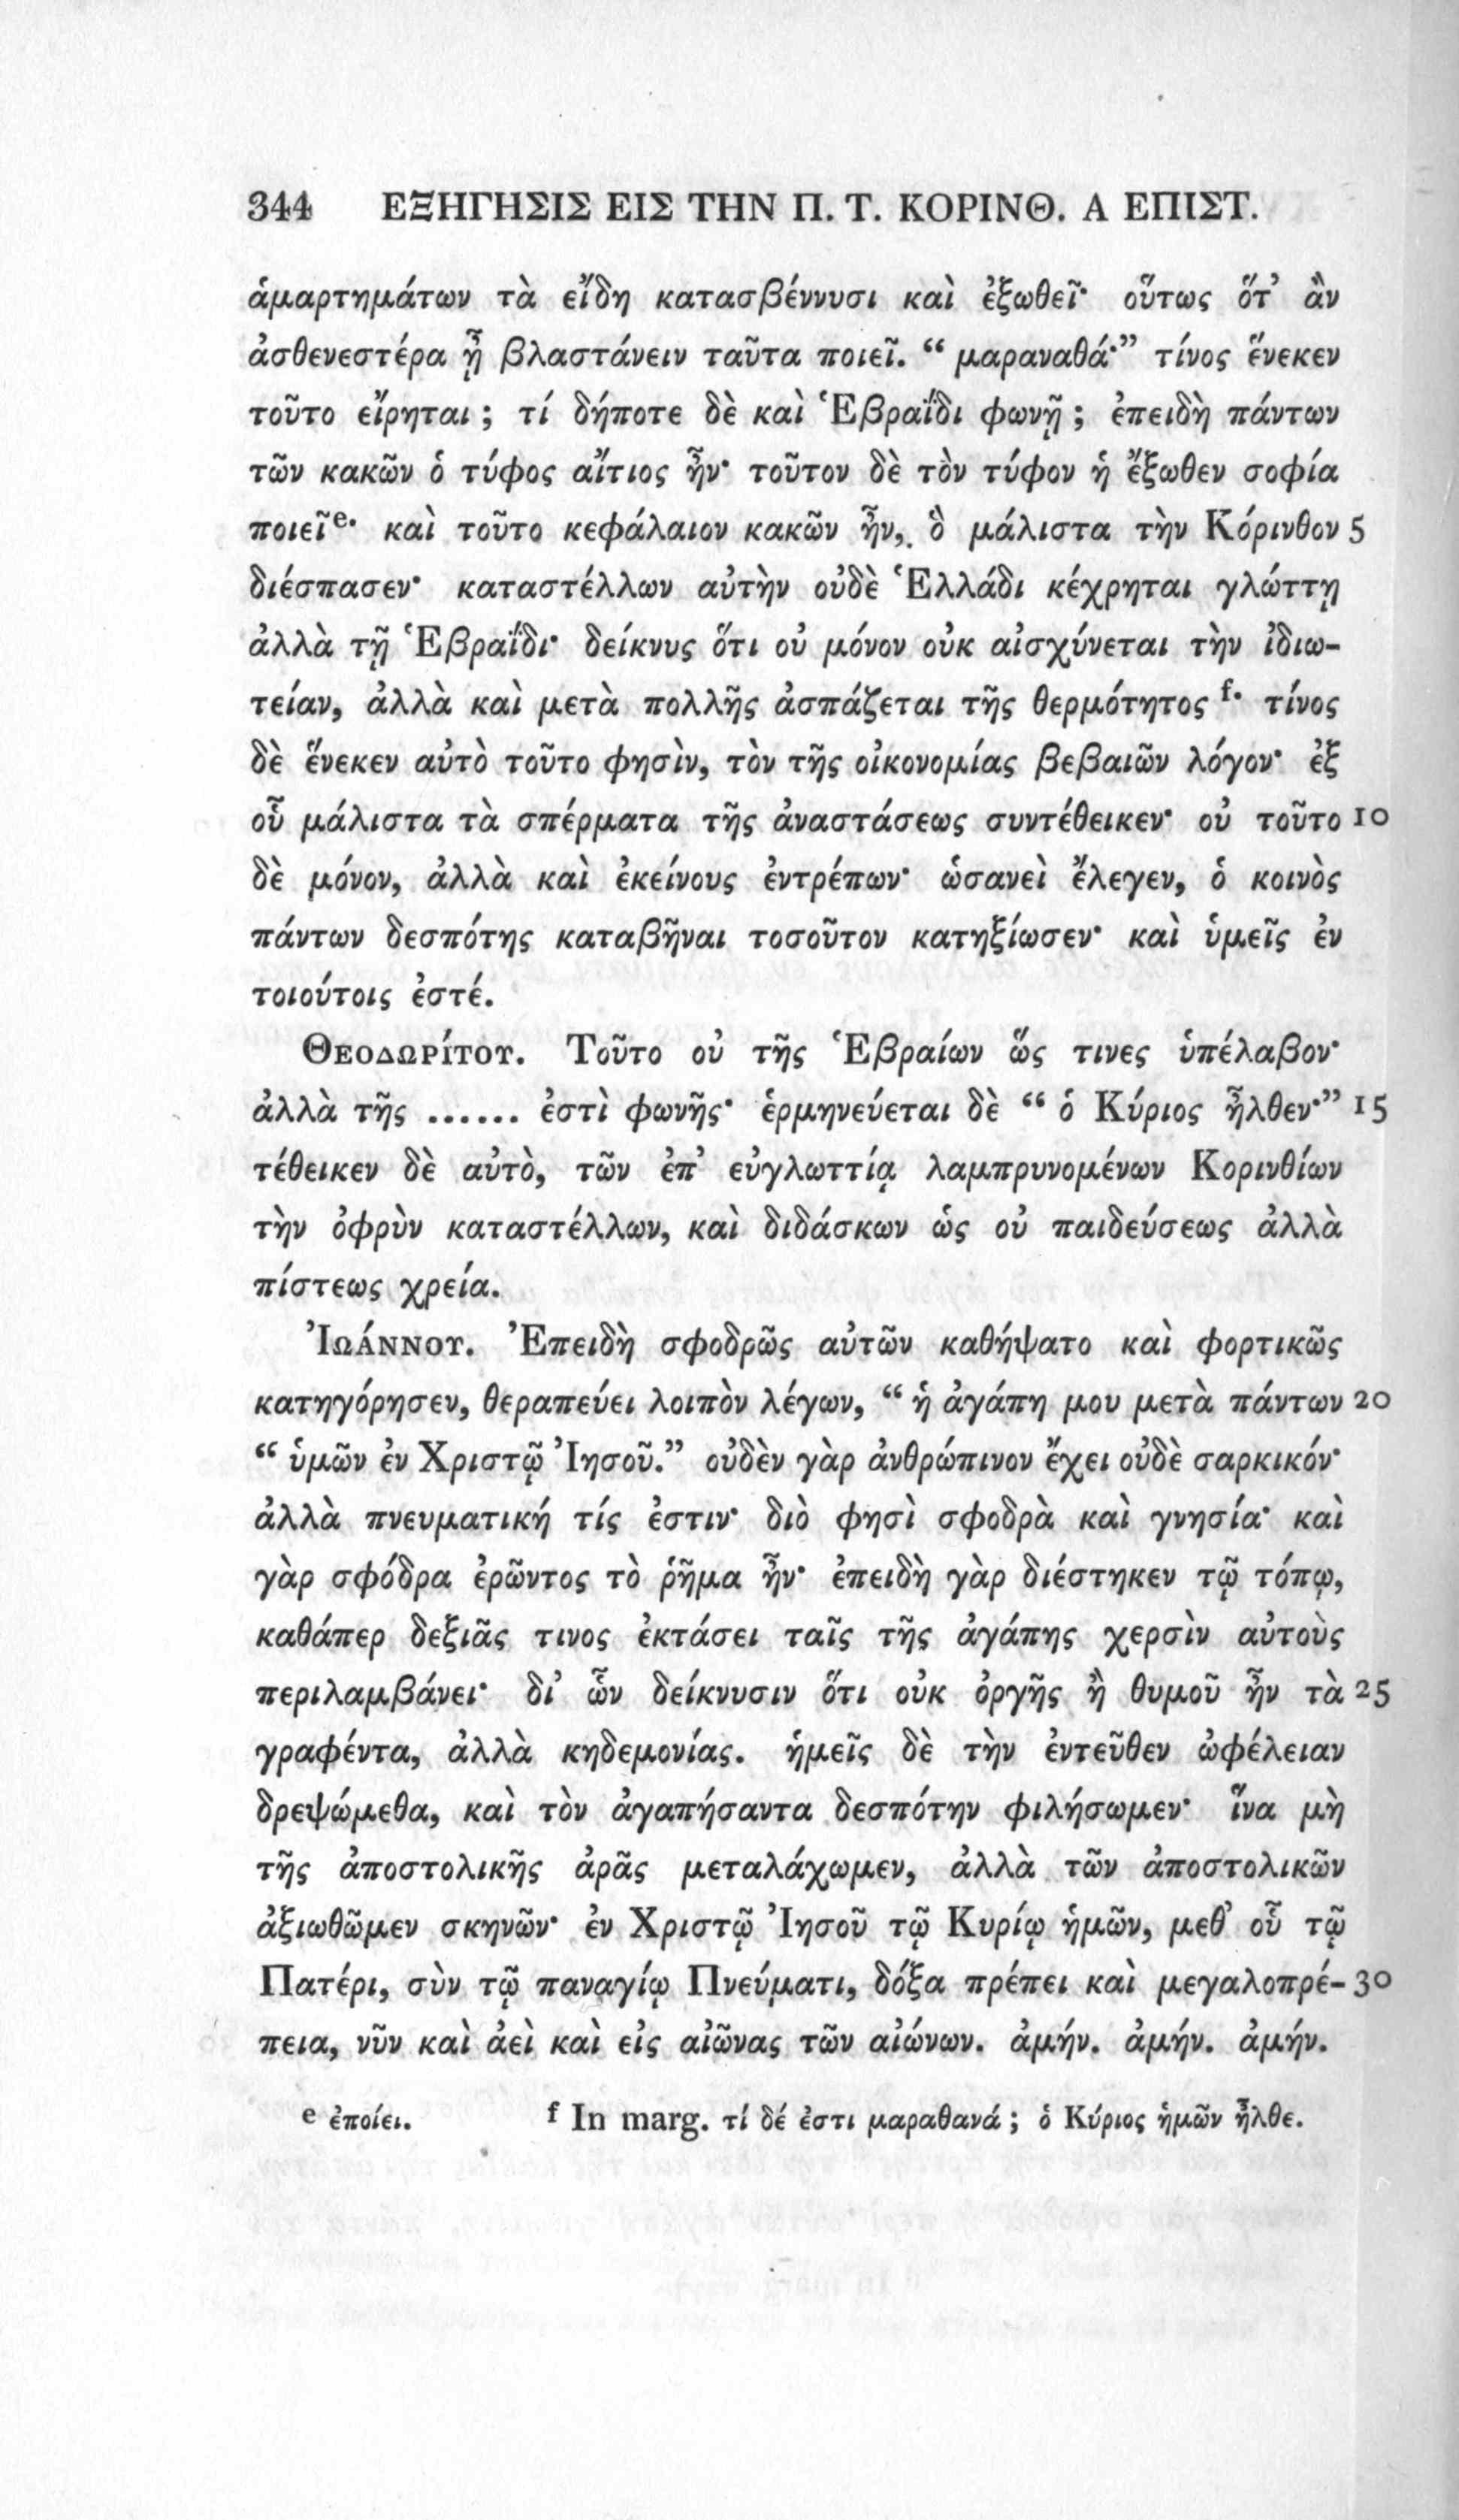 344 ΕΞΗΓΗΣΙΣ ΕΙΣ ΤΗΝ Π. Τ. ΚΟΡΙΝΘ. Α ΕΠΙΣΤ.
ἁμαρτημάτων τὰ εἴδη κατασβέννυσι καὶ ἐξωθεῖ· οὕτως ὅτ’ ἂν
ἀσθενεστέρα ᾖ βλαστάνειν ταῦτα ποιεῖ. “ μαραναθά·” τίνος ἕνεκεν
τοῦτο εἴρηται ; τί δήποτε δὲ καὶ Ἑβραΐδι φωνῇ ; ἐπειδὴ πάντων
τῶν κακῶν ὁ τύφος αἴτιος ἦν· τοῦτον δὲ τὸν τύφον ἡ ἔξωθεν σοφία
ποιεῖ e· καὶ τοῦτο κεφάλαιον κακῶν ἦν, ὃ μάλιστα τὴν Κόρινθον 5
διέσπασεν· καταστέλλων αὐτὴν οὐδὲ Ἑλλάδι κέχρηται γλώττῃ
ἀλλὰ τῇ Ἑβραΐδι· δείκνυς ὅτι οὐ μόνον οὐκ αἰσχύνεται τὴν ἰδιω-
τείαν, ἀλλὰ καὶ μετὰ πολλῆς ἀσπάζεται τῆς θερμότητος f· τίνος
δὲ ἕνεκεν αὐτὸ τοῦτο φησὶν, τὸν τῆς οἰκονομίας βεβαιῶν λόγον· ἐξ
οὗ μάλιστα τὰ σπέρματα τῆς ἀναστάσεως συντέθεικεν· οὐ τοῦτο 10
δὲ μόνον, ἀλλὰ καὶ ἐκείνους ἐντρέπων· ὡσανεὶ ἔλεγεν, ὁ κοινὸς
πάντων δεσπότης καταβῆναι τοσοῦτον κατηξίωσεν· καὶ ὑμεῖς ἐν
τοιούτοις ἐστέ.
Θεοδωρίτου. Τοῦτο οὐ τῆς Ἑβραίων ὥς τινες ὑπέλαβον·
ἀλλὰ τῆς ...... ἐστὶ φωνῆς· ἑρμηνεύεται δὲ “ ὁ Κύριος ἦλθεν·” 15
τέθεικεν δὲ αὐτὸ, τῶν ἐπ’ εὐγλωττίᾳ λαμπρυνομένων Κορινθίων
τὴν ὀφρὺν καταστέλλων, καὶ διδάσκων ὡς οὐ παιδεύσεως ἀλλὰ
πίστεως χρεία.
Ἰωάννου. Ἐπειδὴ σφοδρῶς αὐτῶν καθήψατο καὶ φορτικῶς
κατηγόρησεν, θεραπεύει λοιπὸν λέγων, “ ἡ ἀγάπη μου μετὰ πάντων 20
“ ὑμῶν ἐν Χριστῷ Ἰησοῦ.” οὐδὲν γὰρ ἀνθρώπινον ἔχει οὐδὲ σαρκικόν·
ἀλλὰ πνευματική τίς ἐστιν· διὸ φησὶ σφοδρὰ καὶ γνησία· καὶ
γὰρ σφόδρα ἐρῶντος τὸ ῥῆμα ἦν· ἐπειδὴ γὰρ διέστηκεν τῷ τόπῳ,
καθάπερ δεξιᾶς τινος ἐκτάσει ταῖς τῆς ἀγάπης χερσὶν αὐτοὺς
περιλαμβάνει· δι’ ὧν δείκνυσιν ὅτι οὐκ ὀργῆς ἢ θυμοῦ ἦν τὰ 25
γραφέντα, ἀλλὰ κηδεμονίας. ἡμεῖς δὲ τὴν ἐντεῦθεν ὠφέλειαν
δρεψώμεθα, καὶ τὸν ἀγαπήσαντα δεσπότην φιλήσωμεν· ἵνα μὴ
τῆς ἀποστολικῆς ἀρᾶς μεταλάχωμεν, ἀλλὰ τῶν ἀποστολικῶν
ἀξιωθῶμεν σκηνῶν· ἐν Χριστῷ Ἰησοῦ τῷ Κυρίῳ ἡμῶν, μεθ’ οὗ τῷ
Πατέρι, σὺν τῷ παναγίῳ Πνεύματι, δόξα πρέπει καὶ μεγαλοπρέ- 30
πεια, νῦν καὶ ἀεὶ καὶ εἰς αἰῶνας τῶν αἰώνων. ἀμήν. ἀμήν. ἀμήν.
e ἐποίει. f In marg. τί δέ ἐστι μαραθανά ; ὁ Κύριος ἡμῶν ἦλθε.